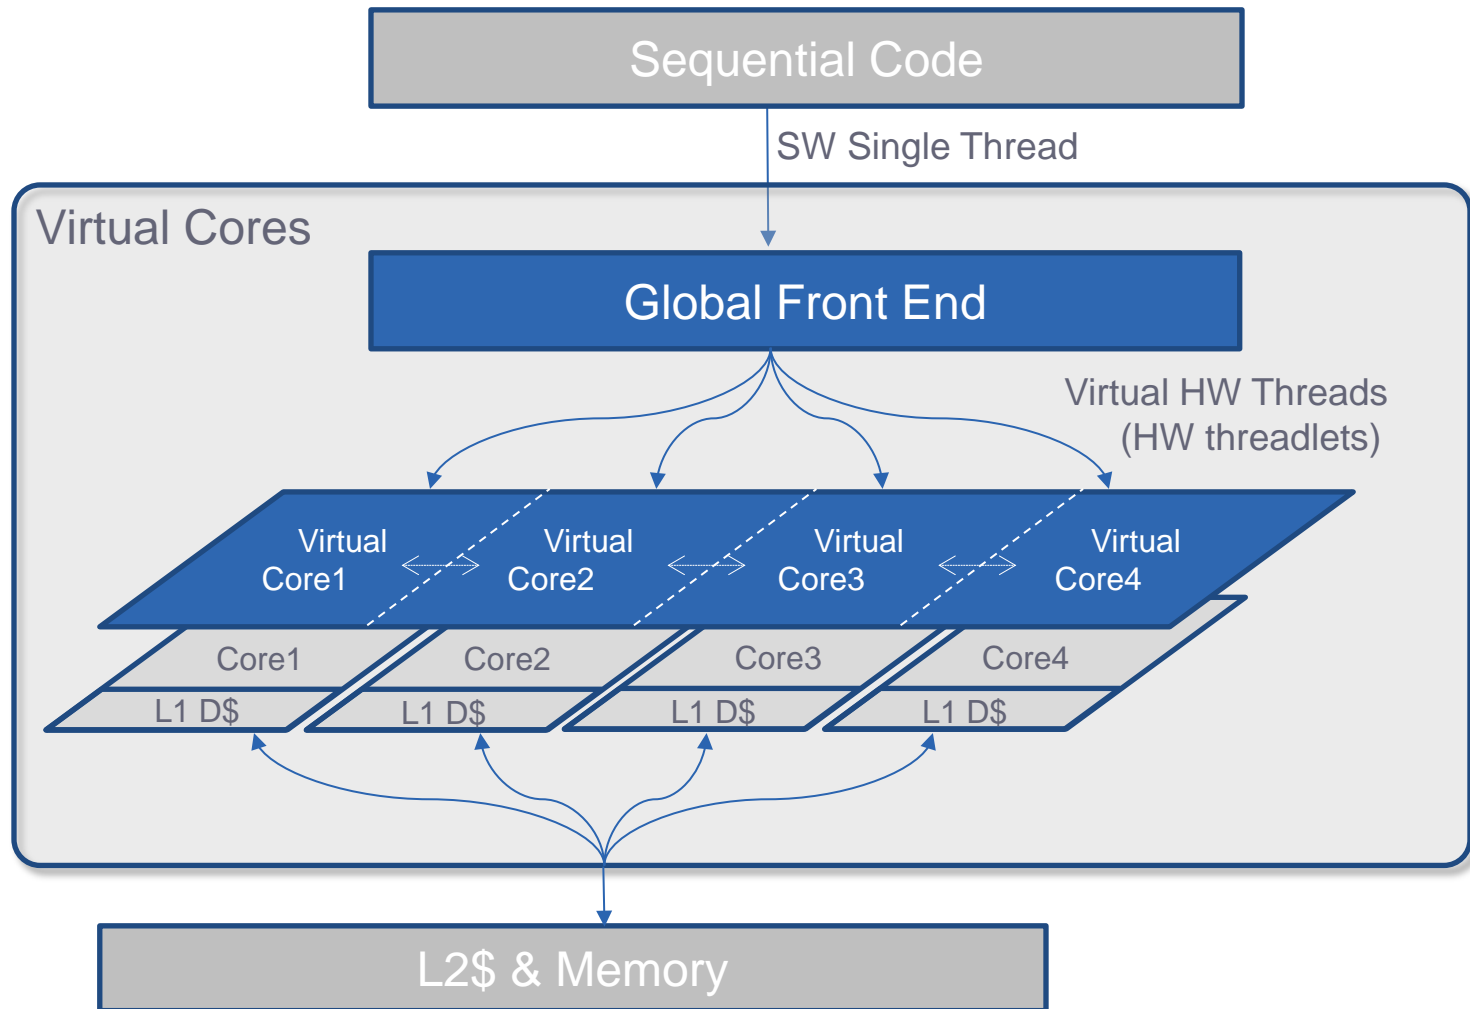 Sequential Code
SW Single Thread
Virtual Cores
Global Front End
Virtual HW Threads
(HW threadlets)
Virtual Core1
Virtual Core2
Virtual Core3
Virtual Core4
Core1
Core2
Core3
Core4
L1 D$
L1 D$
L1 D$
L1 D$
L2$ & Memory